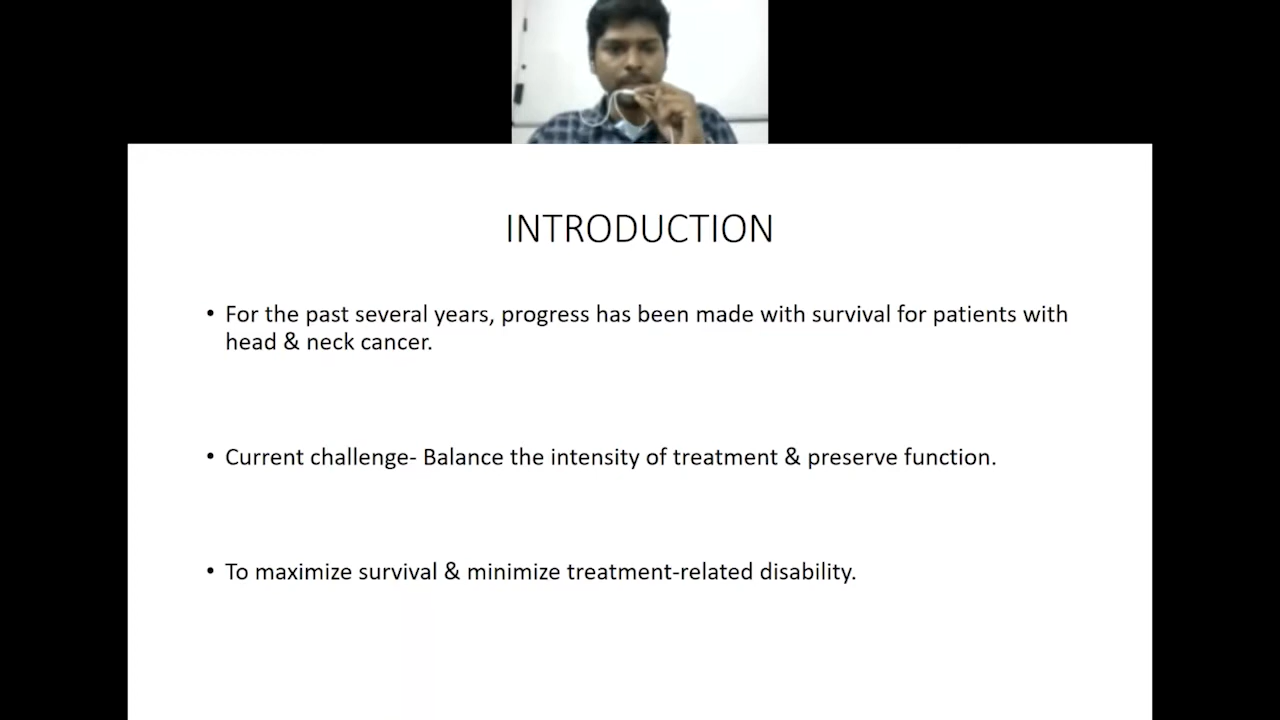 INTRODUCTION
• For the past several years, progress has been made with survival for patients with
head & neck cancer.
• Current challenge- Balance the intensity of treatment & preserve function.
• To maximize survival & minimize treatment-related disability.